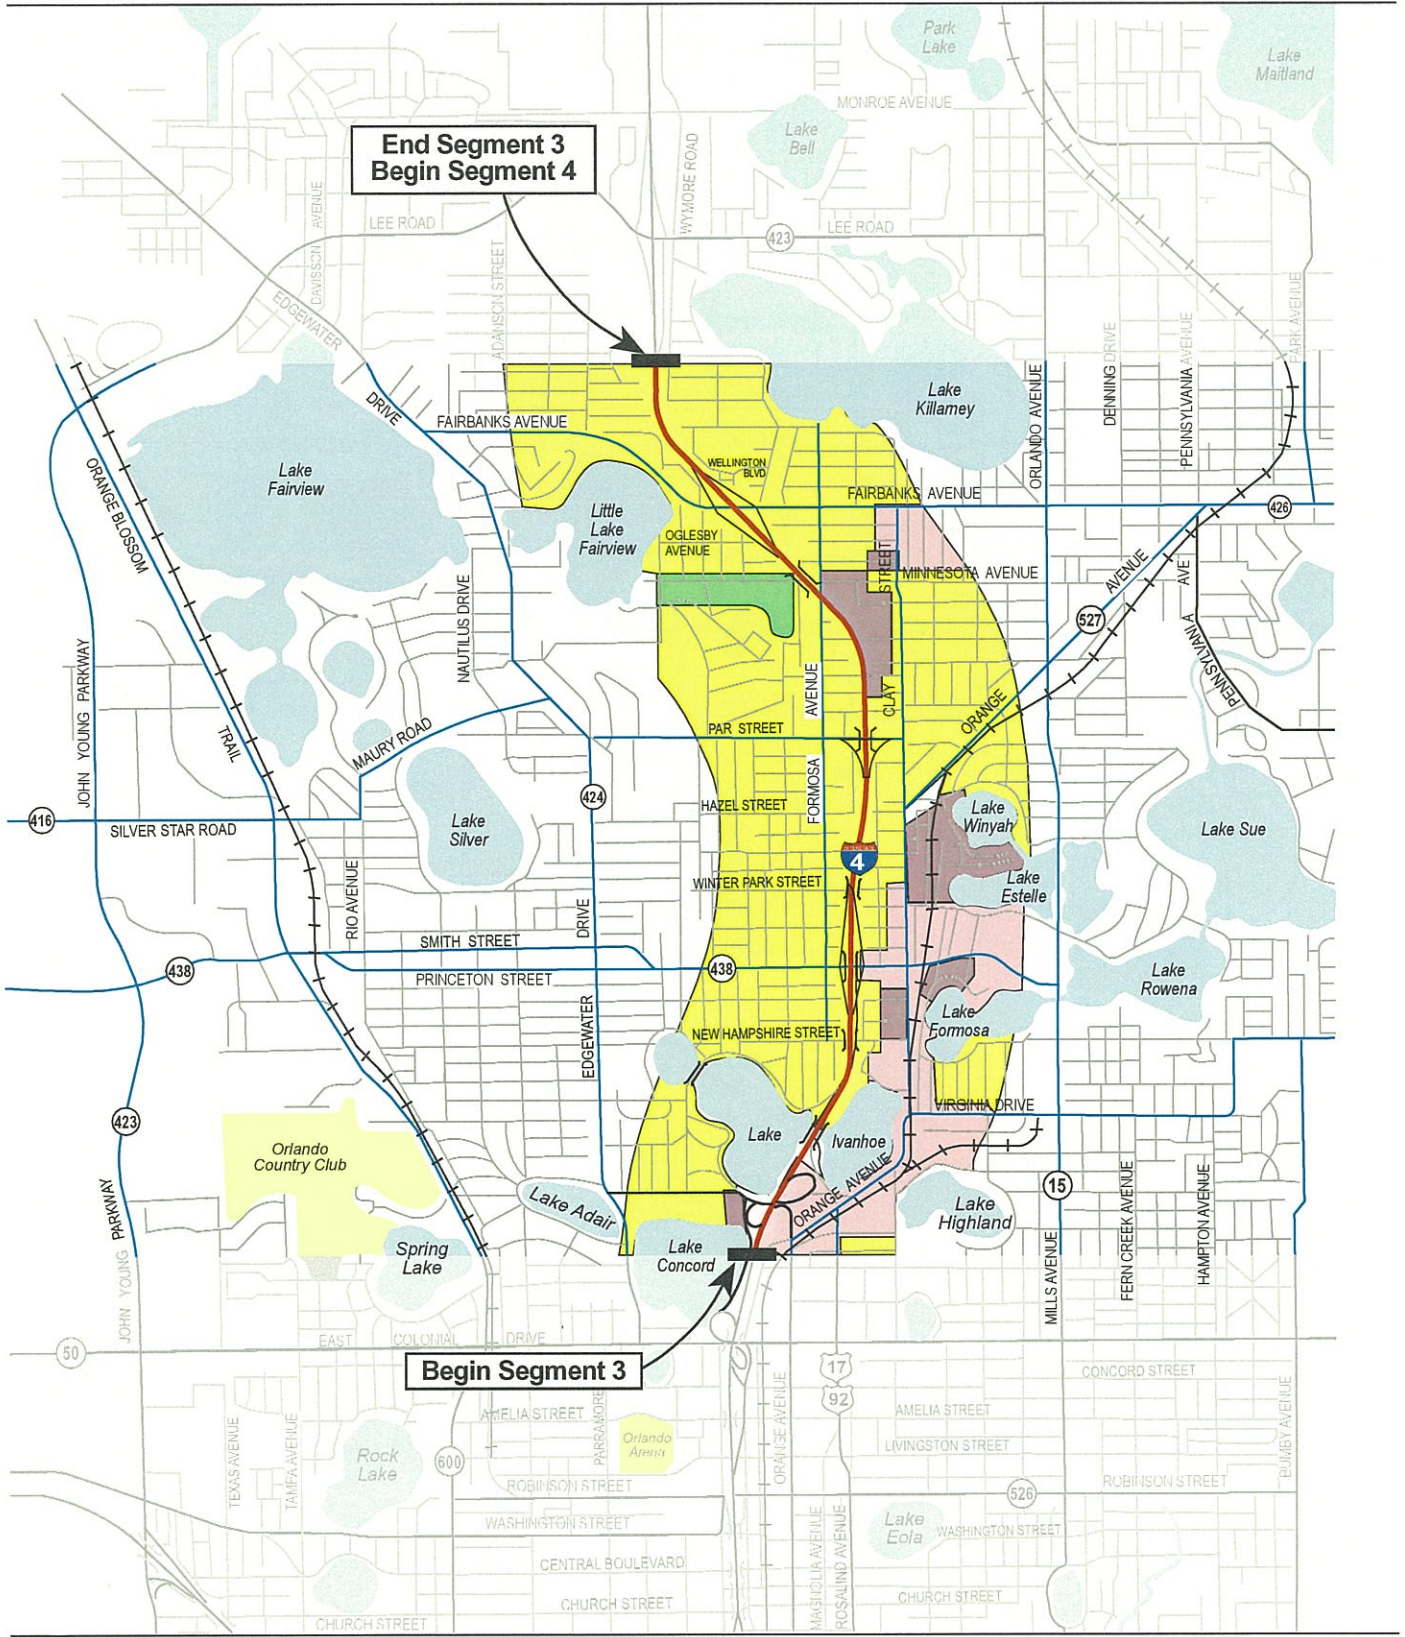 Park
Lake
Lake
Maitland
MONROE AVENUE
Lake
Bell
End Segment 3
Begin Segment 4
WYMORE ROAD
DAVISSON AVENUE
LEE ROAD
423
LEE ROAD
ADANSON STREET
EDGEWATER
DRIVE
PARK AVENUE
DENNING DRIVE
PENNSYLVANIA AVENUE
ORLANDO AVENUE
Lake
Killarney
FAIRBANKS AVENUE
WELLINGTON
BLVD
Lake
Fairview
ORANGE BLOSSOM
TRAIL
FAIRBANKS AVENUE
426
Little
Lake
Fairview
OGLESBY
AVENUE
STREET
CLAY
MINNESOTA AVENUE
AVENUE
ORANGE
527
PENNSYLVANIA
AVE
NAUTILUS DRIVE
JOHN YOUNG PARKWAY
MAURY ROAD
PAR STREET
AVENUE
FORMOSA
424
HAZEL STREET
416
SILVER STAR ROAD
Lake
Silver
Lake
Winyah
Lake Sue
4
WINTER PARK STREET
Lake
Estelle
RIO AVENUE
DRIVE
EDGEWATER
SMITH STREET
438
438
PRINCETON STREET
Lake
Rowena
Lake
Formosa
NEW HAMPSHIRE STREET
423
VIRGINIA DRIVE
Orlando
Country Club
Lake
Ivanhoe
ORANGE AVENUE
15
Lake Adair
Lake
Highland
PARKWAY
JOHN YOUNG
Spring
Lake
Lake
Concord
MILLS AVENUE
FERN CREEK AVENUE
HAMPTON AVENUE
50
EAST COLONIAL DRIVE
Begin Segment 3
17
92
CONCORD STREET
AMELIA STREET
AMELIA STREET
PARRAMORE
ORANGE AVENUE
BUMBY AVENUE
Orlando
Arena
LIVINGSTON STREET
TEXAS AVENUE
TAMPA AVENUE
Rock
Lake
600
ROBINSON STREET
526
ROBINSON STREET
WASHINGTON STREET
MAGNOLIA AVENUE
ROSALIND AVENUE
Lake
Eola
WASHINGTON STREET
CENTRAL BOULEVARD
CHURCH STREET
CHURCH STREET
CHURCH STREET